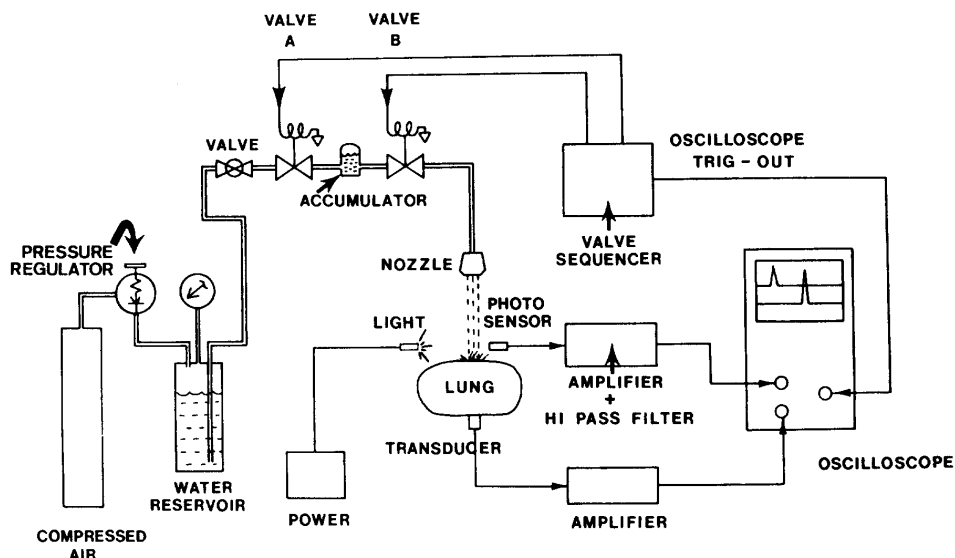 VALVE
A
VALVE
B
VALVE
ACCUMULATOR
OSCILLOSCOPE
TRIG - OUT
VALVE
SEQUENCER
PRESSURE
REGULATOR
NOZZLE
LIGHT
PHOTO
SENSOR
LUNG
AMPLIFIER
+
HI PASS FILTER
TRANSDUCER
OSCILLOSCOPE
WATER
RESERVOIR
POWER
AMPLIFIER
COMPRESSED
AIR